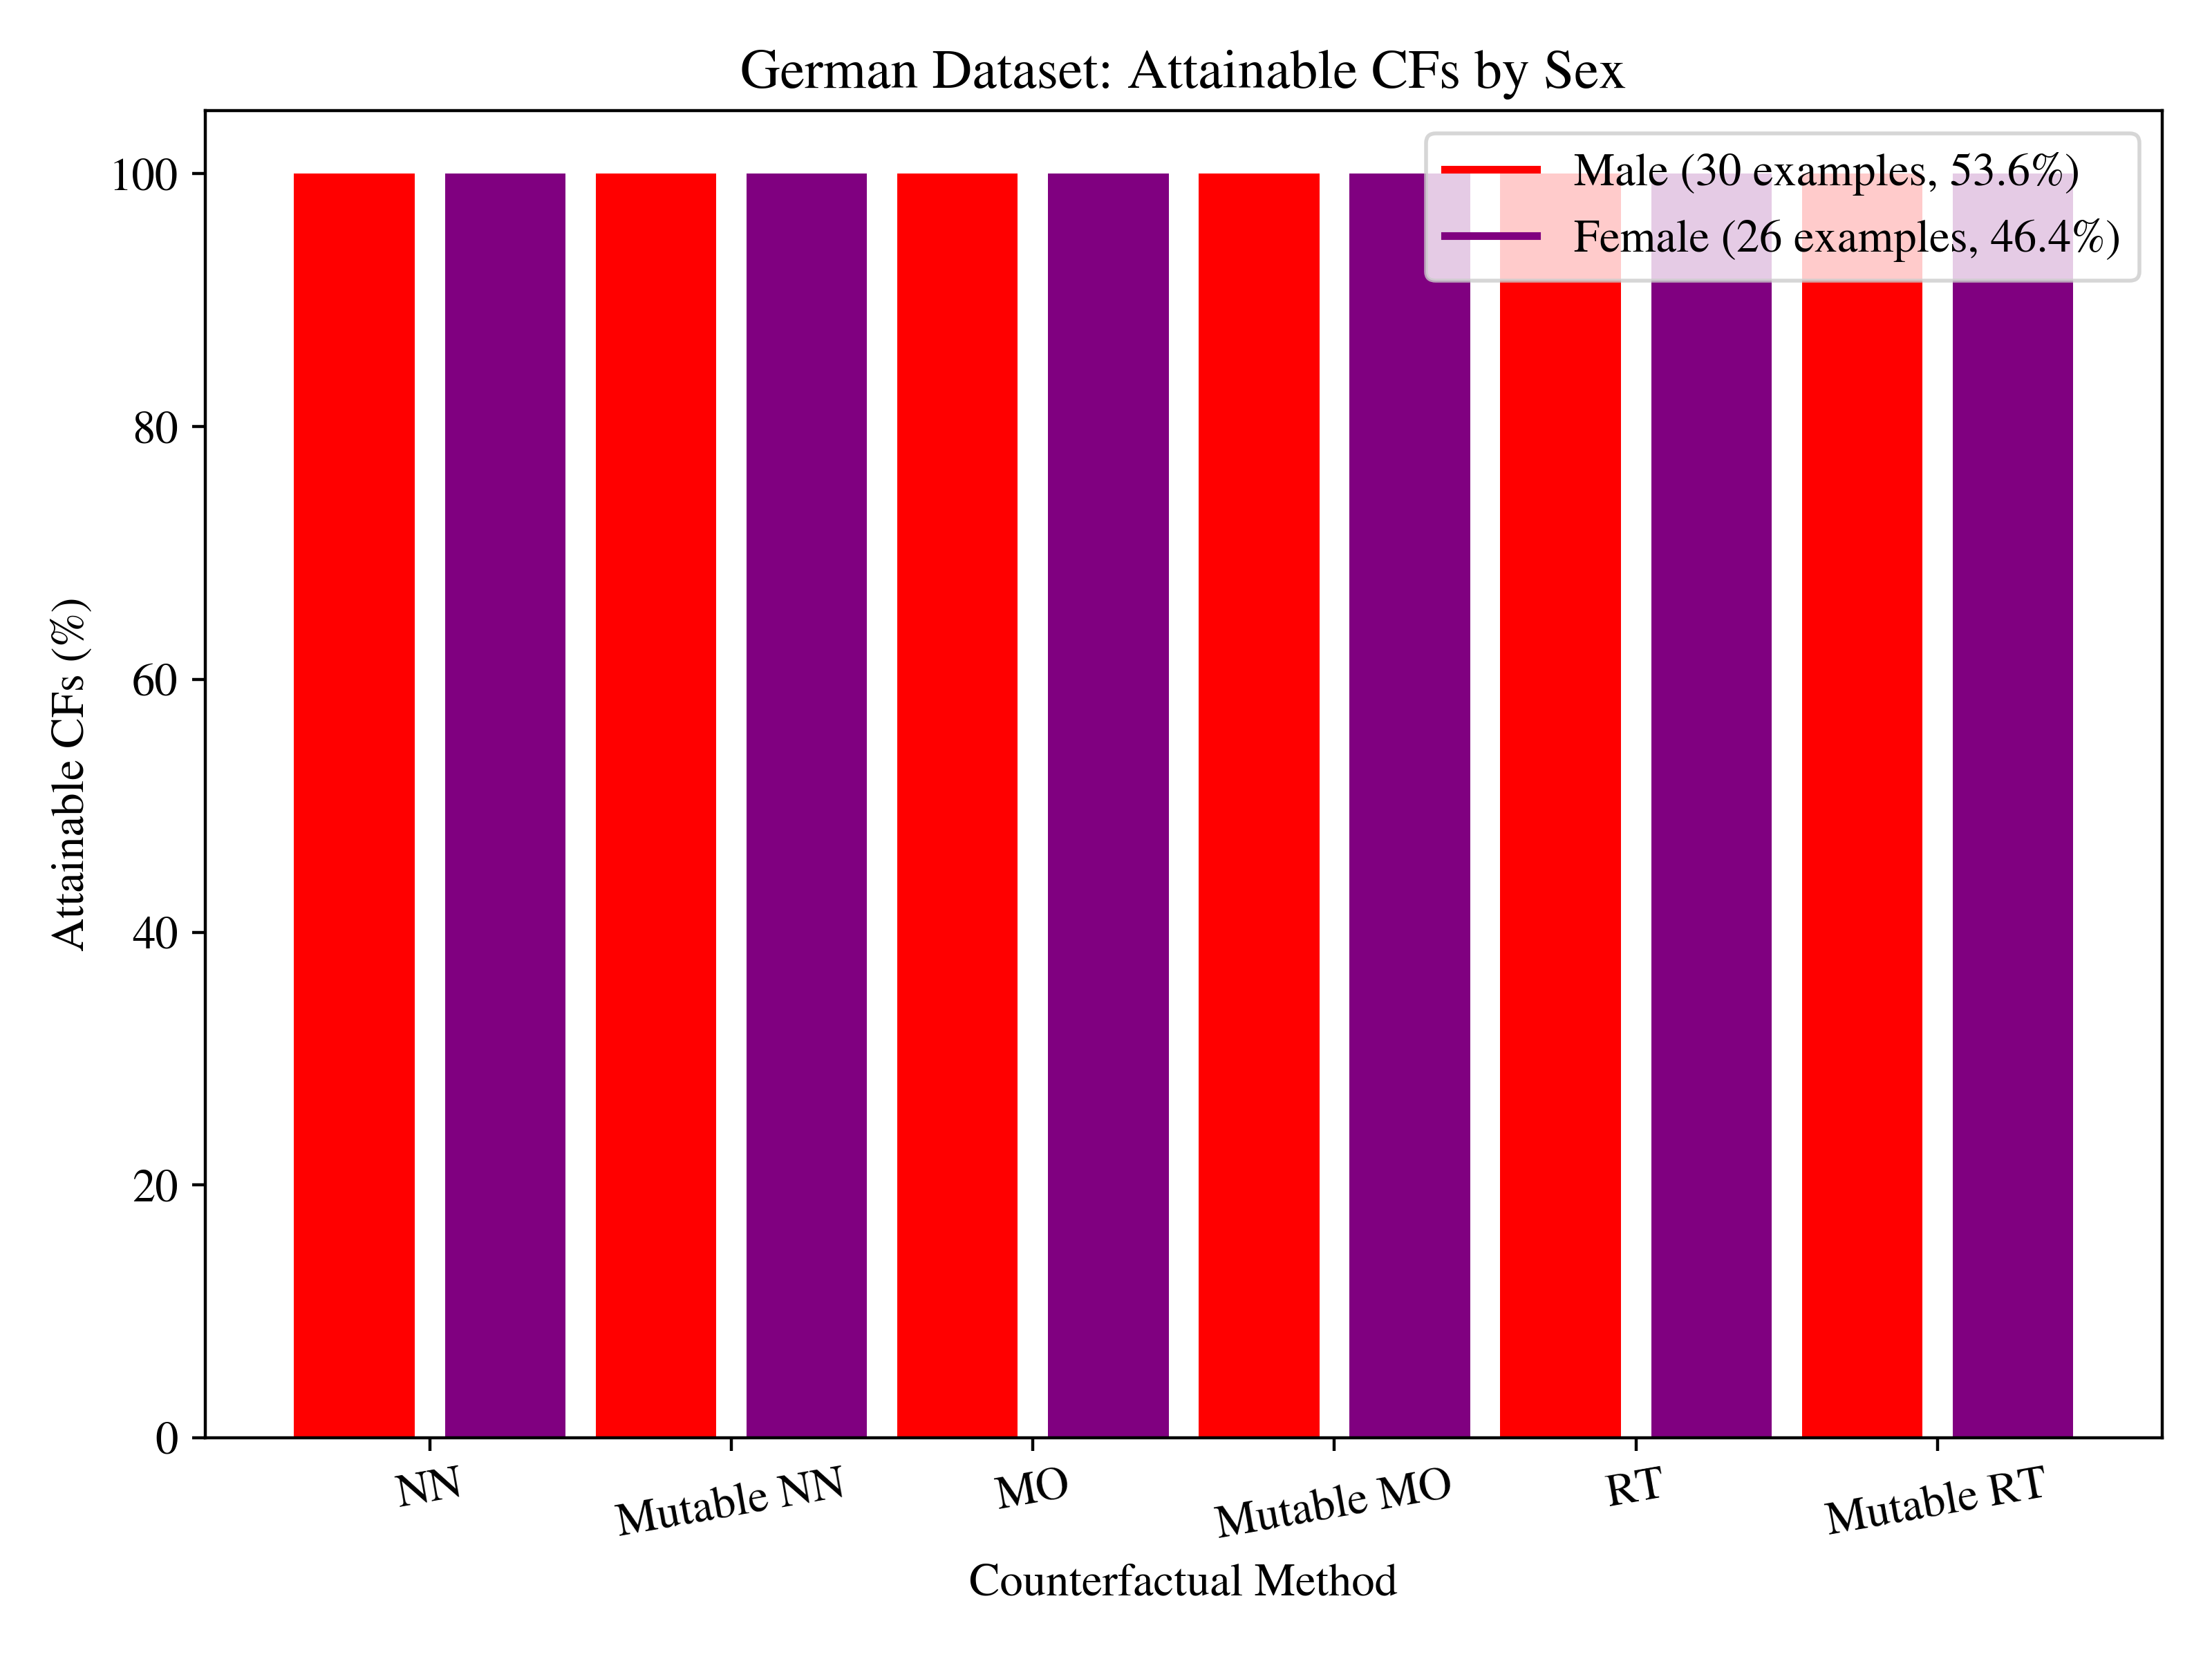 German Dataset: Attainable CFs by Sex
Male (30 examples, 53.6%)
Female (26 examples, 46.4%)
Attainable CFs (%)
100
80
60
40
20
0
NN
Mutable NN
MO
Mutable MO
RT
Mutable RT
Counterfactual Method